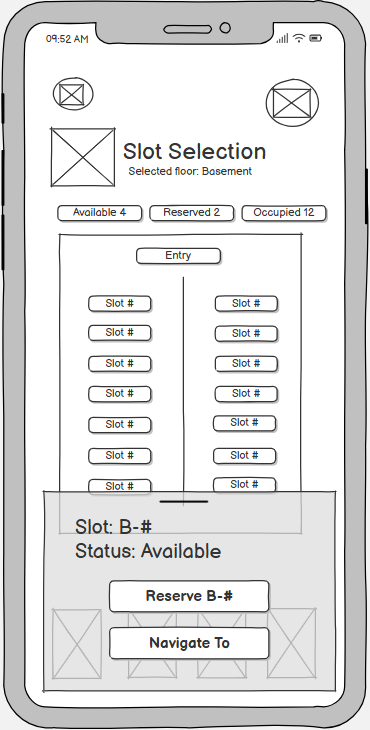 09:52 AM
Slot Selection
Selected floor: Basement
Available 4 Reserved 2 Occupied 12
Entry
Slot # Slot #
Slot # Slot #
Slot # Slot #
Slot # Slot #
Slot # Slot #
Slot # Slot #
Slot # Slot #
Slot: B-#
Status: Available
Reserve B-#
Navigate To